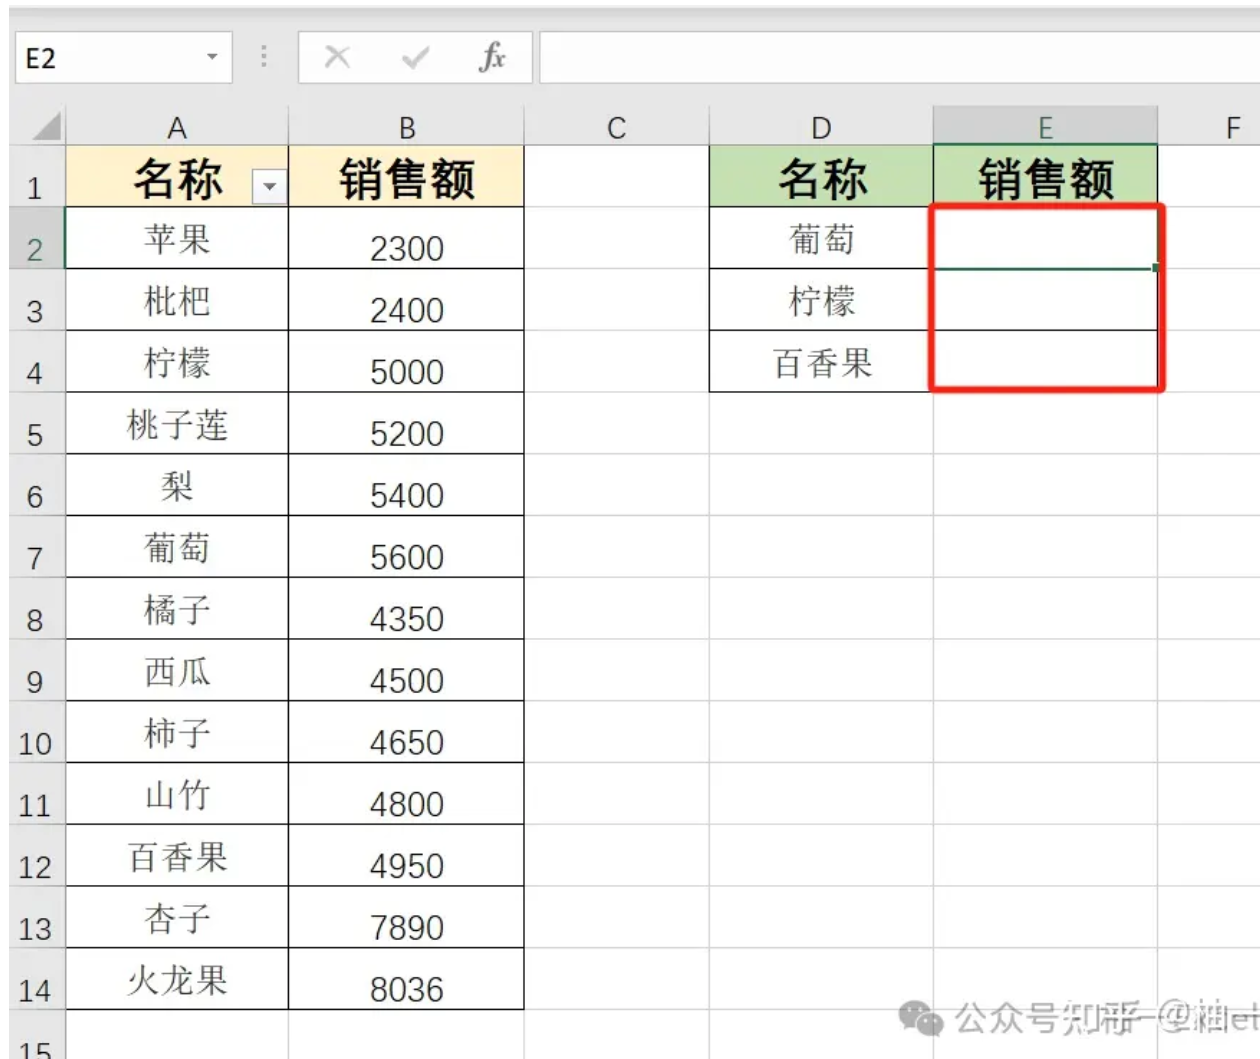 E2 fx
A B C D E F
1 名称 销售额 名称 销售额
2 苹果 2300 葡萄
3 枇杷 2400 柠檬
4 柠檬 5000 百香果
5 桃子莲 5200
6 梨 5400
7 葡萄 5600
8 橘子 4350
9 西瓜 4500
10 柿子 4650
11 山竹 4800
12 百香果 4950
13 杏子 7890
14 火龙果 8036
15 公众号 知乎 @柚